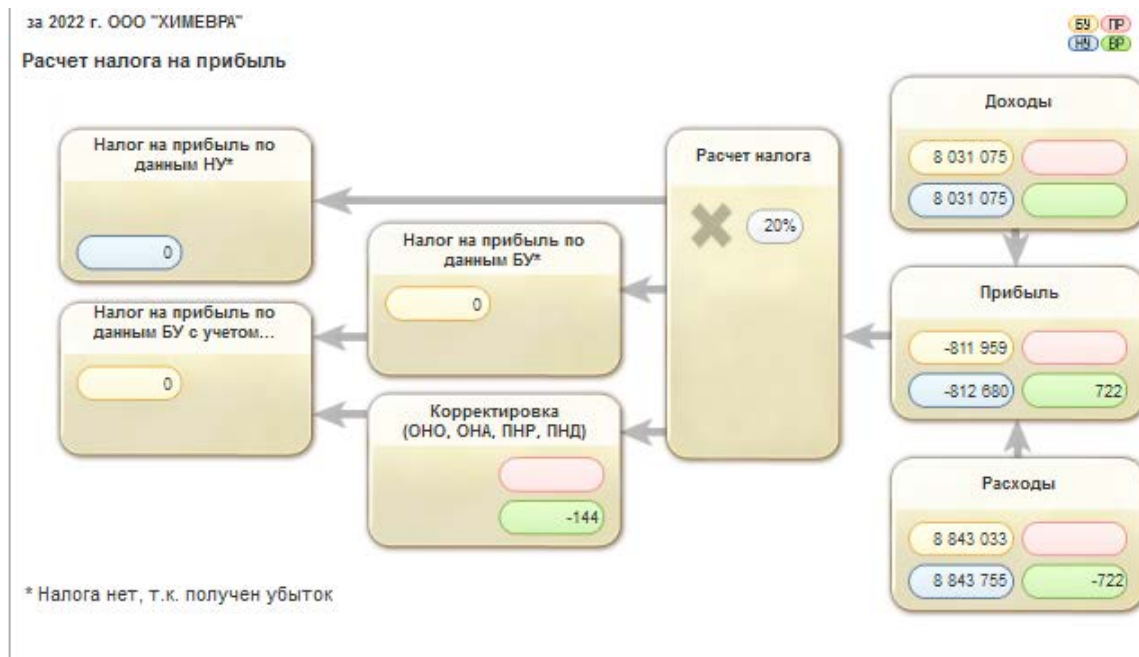 за 2022 г. ООО "ХИМЕВРА"
БУ ПР
НУ ВР
Расчет налога на прибыль
Доходы
8 031 075
8 031 075
Налог на прибыль по
данным НУ*
0
Расчет налога
20%
Налог на прибыль по
данным БУ*
0
Прибыль
-811 959
-812 680 722
Налог на прибыль по
данным БУ с учетом...
0
Корректировка
(ОНО, ОНА, ПНР, ПНД)
-144
Расходы
8 843 033
8 843 755 -722
* Налога нет, т.к. получен убыток